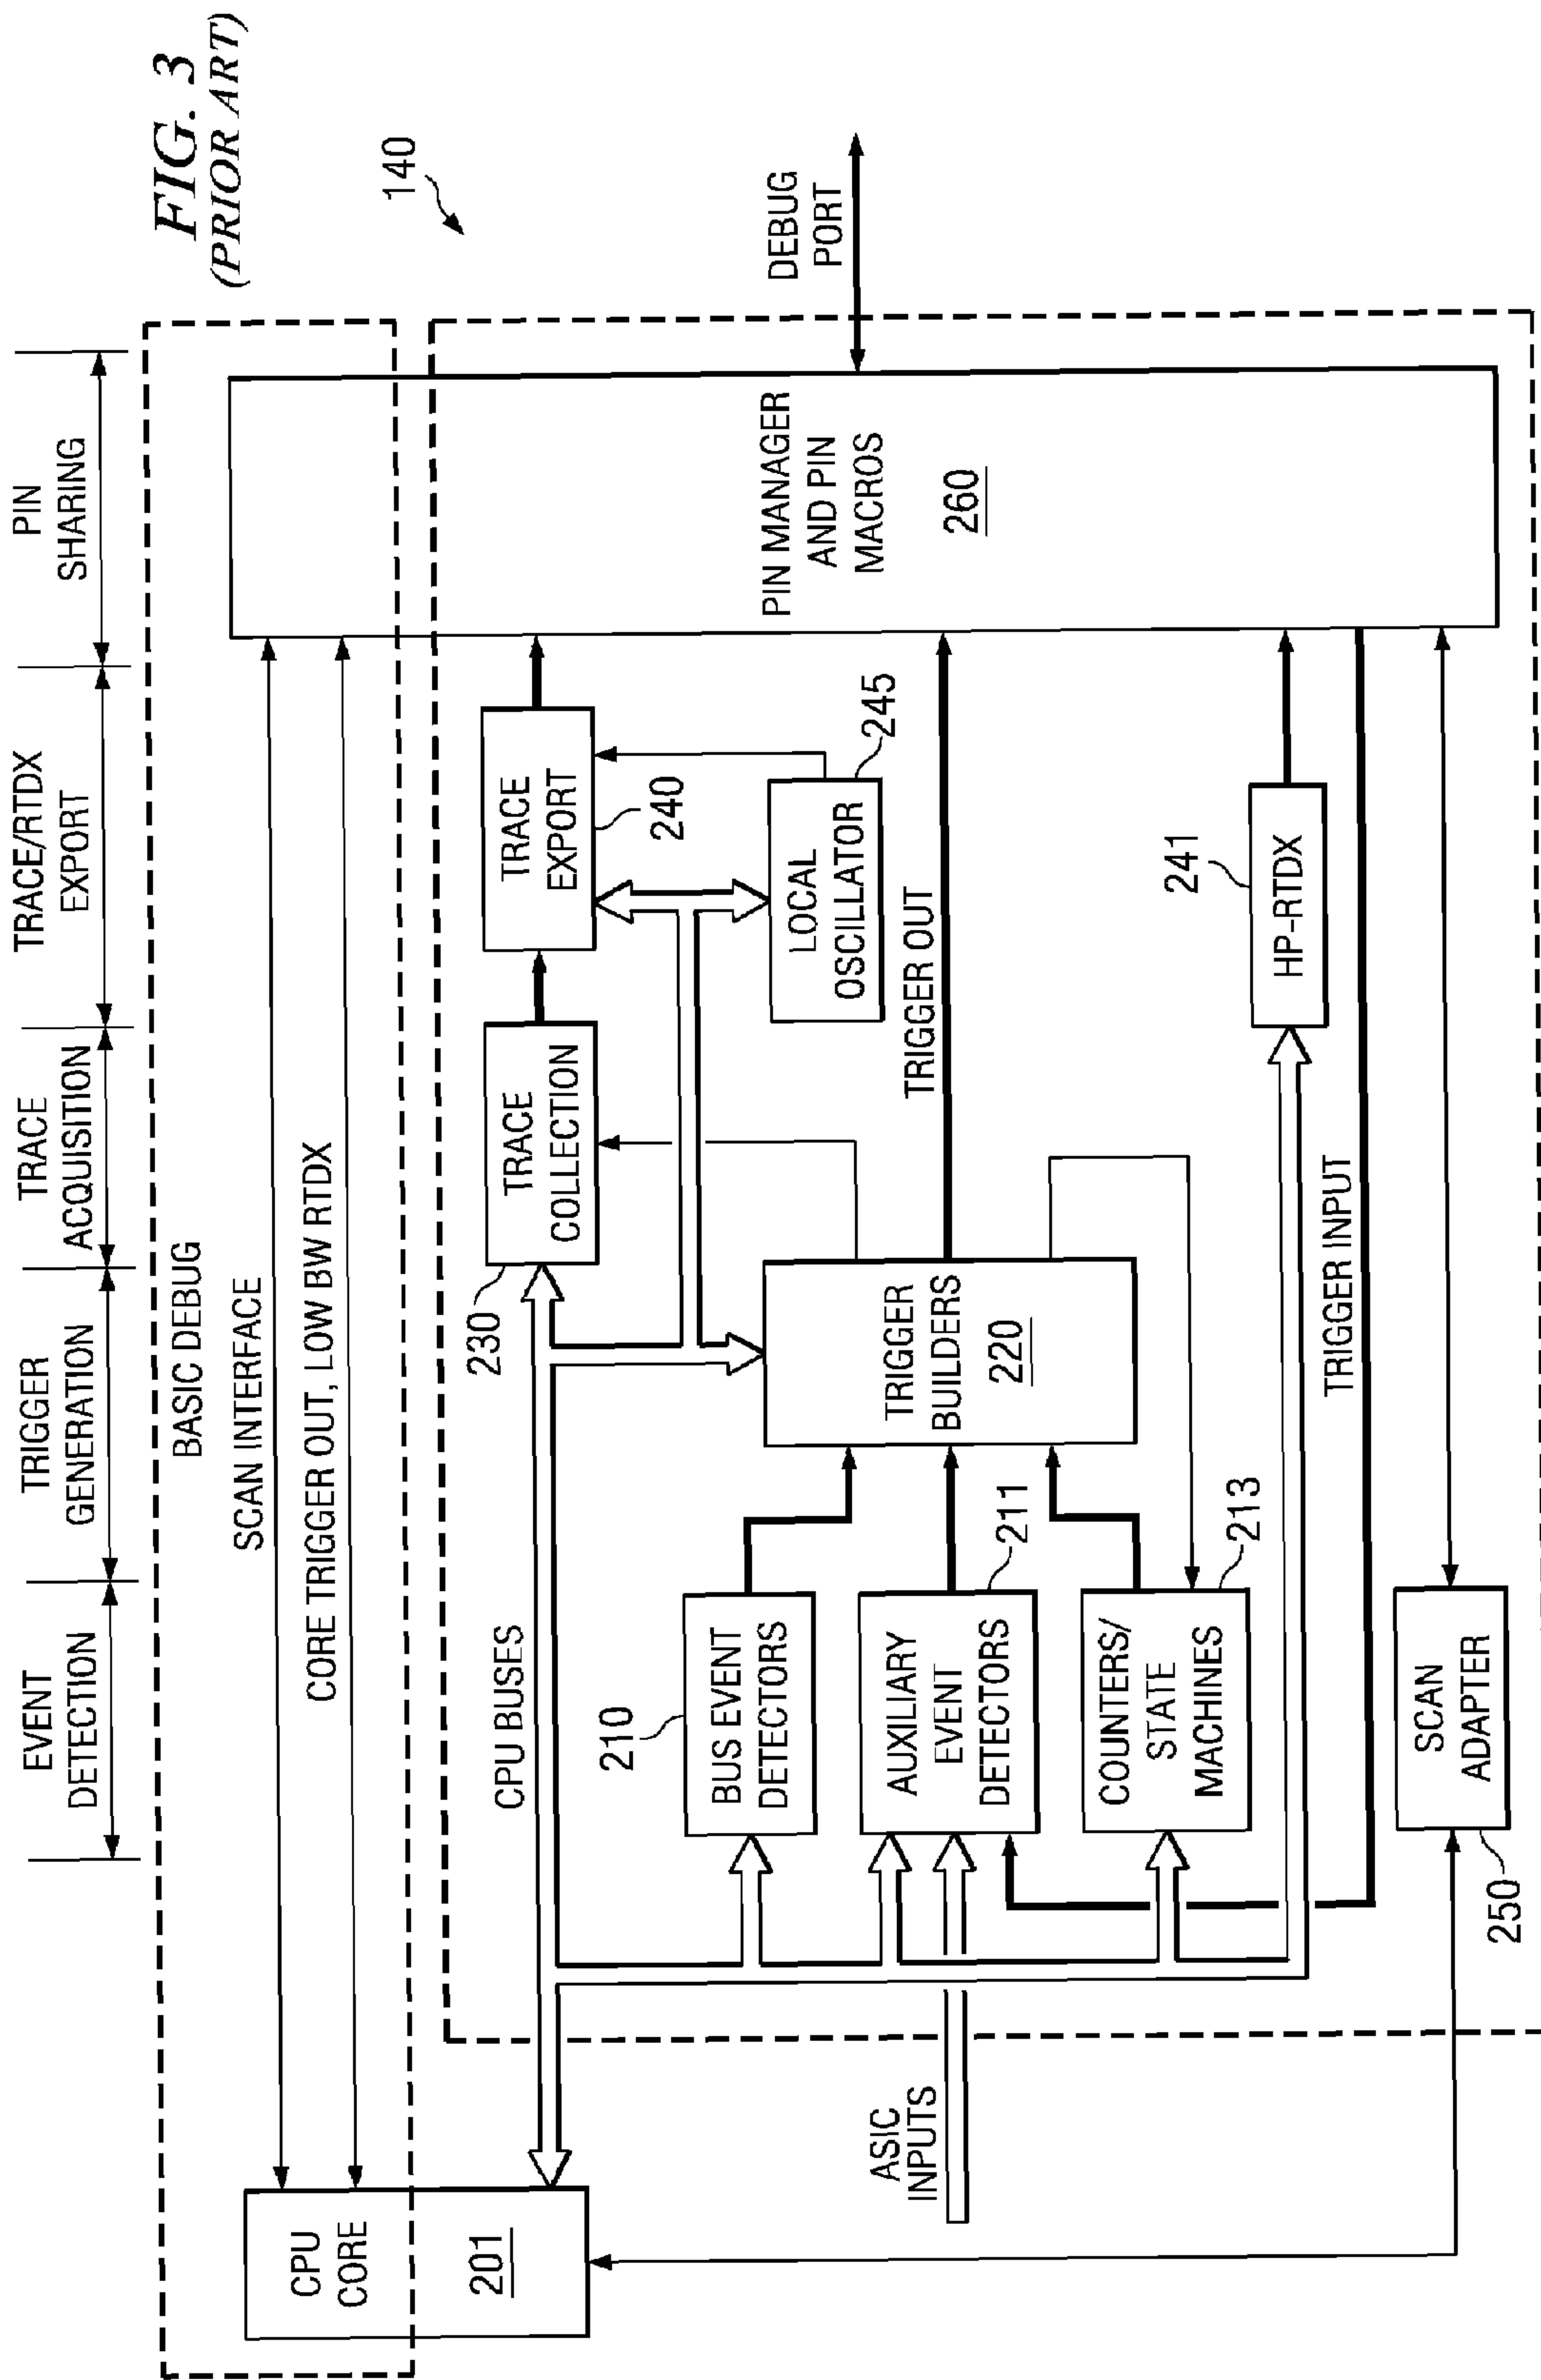 FIG. 3
(PRIOR ART)
140
EVENT
DETECTION
TRIGGER
GENERATION
TRACE
ACQUISITION
TRACE/RTDX
EXPORT
PIN
SHARING
BASIC DEBUG
SCAN INTERFACE
CORE TRIGGER OUT, LOW BW RTDX
CPU
CORE
201
CPU BUSES
230
TRACE
COLLECTION
TRACE
EXPORT
240
LOCAL
OSCILLATOR
245
PIN MANAGER
AND PIN
MACROS
260
DEBUG
PORT
210
BUS EVENT
DETECTORS
AUXILIARY
EVENT
DETECTORS
211
COUNTERS/
STATE
MACHINES
213
TRIGGER
BUILDERS
220
TRIGGER OUT
241
HP-RTDX
TRIGGER INPUT
ASIC
INPUTS
SCAN
ADAPTER
250